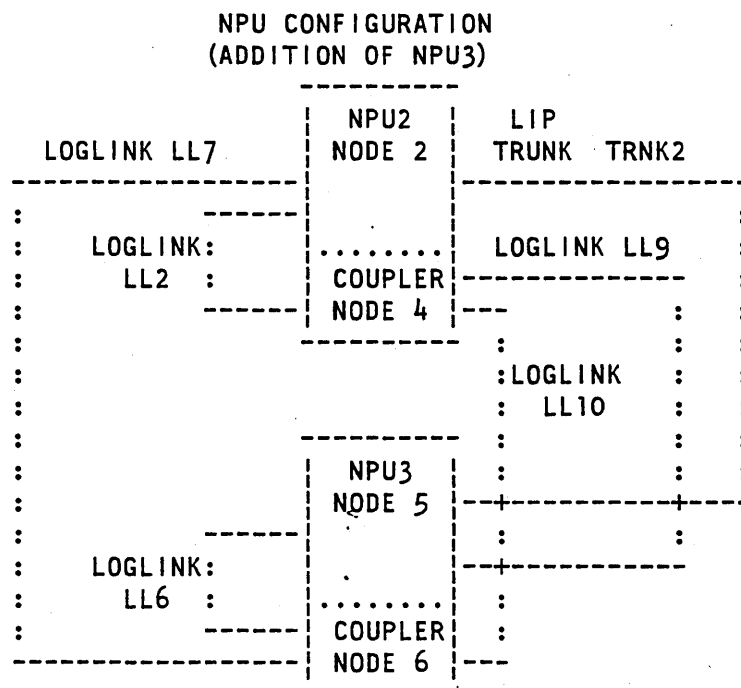 NPU CONFIGURATION
(ADDITION OF NPU3)
NPU2 LIP
LOGLINK LL7 NODE 2 TRUNK TRNK2
LOGLINK: LOGLINK LL9
LL2 : COUPLER
NODE 4
:LOGLINK
LL10
NPU3
NODE 5
LOGLINK:
LL6 :
COUPLER
NODE 6